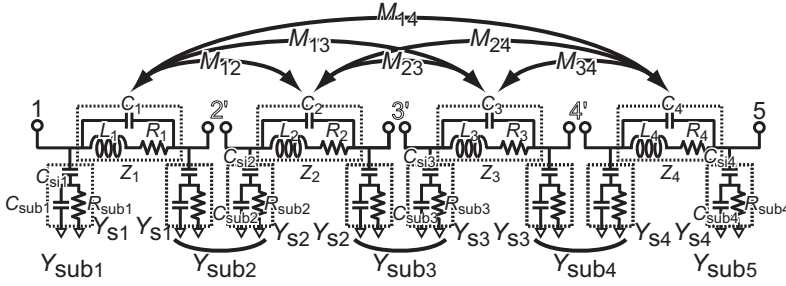 M14
M13 M24
M12 M23 M34
C1 C2 C3 C4
1 2' 3' 4' 5
L1 R1 L2 R2 L3 R3 L4 R4
Csi2 Csi3 Csi4
Z1 Z2 Z3 Z4
Csi1
Csub1 Rsub1 Csub2 Rsub2 Csub3 Rsub3 Csub4 Rsub4
Ys1 Ys1 Ys2 Ys2 Ys3 Ys3 Ys4 Ys4
Ysub1 Ysub2 Ysub3 Ysub4 Ysub5